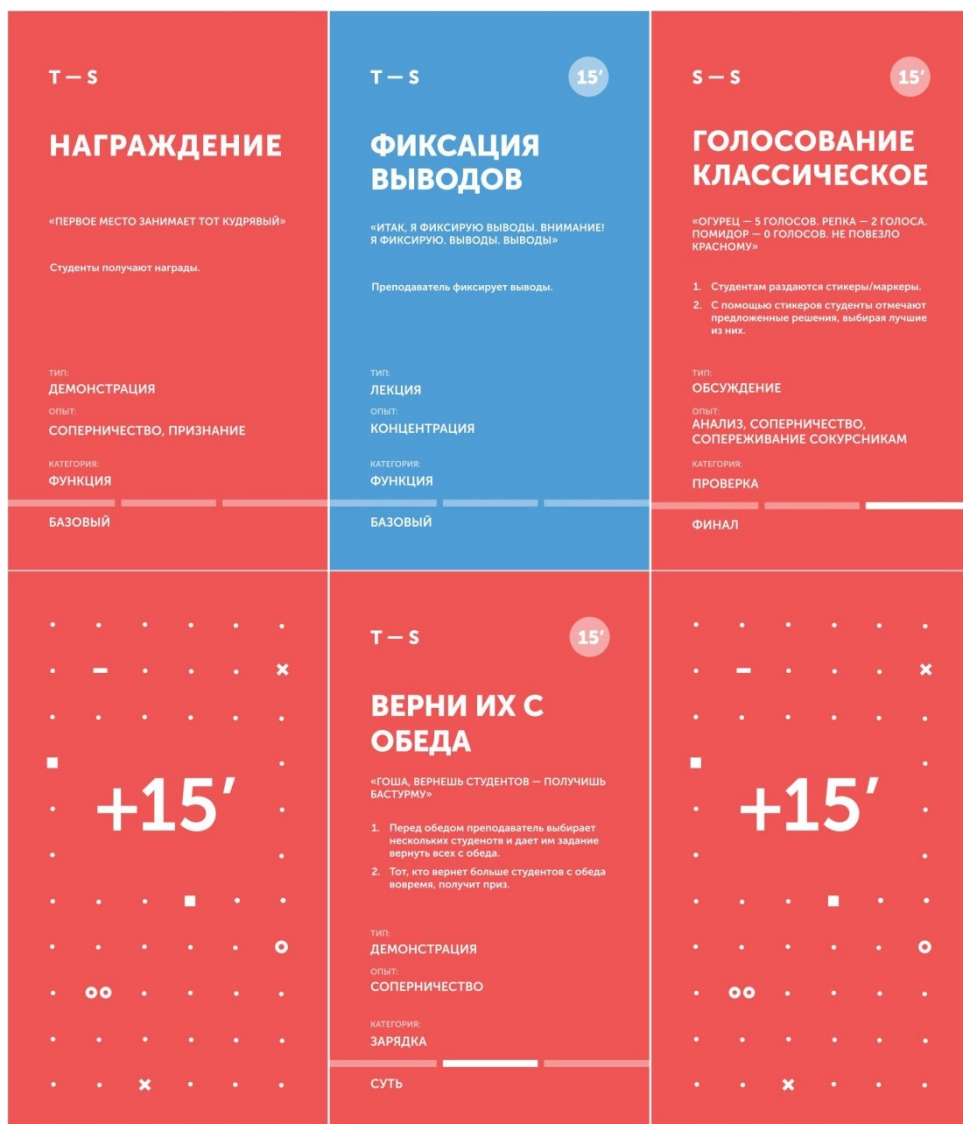 T — S
НАГРАЖДЕНИЕ
«ПЕРВОЕ МЕСТО ЗАНИМАЕТ ТОТ КУДРЯВЫЙ»
Студенты получают награды.
ТИП:
ДЕМОНСТРАЦИЯ
ОПЫТ:
СОПЕРНИЧЕСТВО, ПРИЗНАНИЕ
КАТЕГОРИЯ:
ФУНКЦИЯ
БАЗОВЫЙ
T — S
15′
ФИКСАЦИЯ
ВЫВОДОВ
«ИТАК, Я ФИКСИРУЮ ВЫВОДЫ. ВНИМАНИЕ!
Я ФИКСИРУЮ. ВЫВОДЫ. ВЫВОДЫ»
Преподаватель фиксирует выводы.
ТИП:
ЛЕКЦИЯ
ОПЫТ:
КОНЦЕНТРАЦИЯ
КАТЕГОРИЯ:
ФУНКЦИЯ
БАЗОВЫЙ
S — S
15′
ГОЛОСОВАНИЕ
КЛАССИЧЕСКОЕ
«ОГУРЕЦ — 5 ГОЛОСОВ. РЕПКА — 2 ГОЛОСА.
ПОМИДОР — 0 ГОЛОСОВ. НЕ ПОВЕЗЛО
КРАСНОМУ»
1. Студентам раздаются стикеры/маркеры.
2. С помощью стикеров студенты отмечают
предложенные решения, выбирая лучшие
из них.
ТИП:
ОБСУЖДЕНИЕ
ОПЫТ:
АНАЛИЗ, СОПЕРНИЧЕСТВО,
СОПЕРЕЖИВАНИЕ СОКУРСНИКАМ
КАТЕГОРИЯ:
ПРОВЕРКА
ФИНАЛ
+15′
T — S
15′
ВЕРНИ ИХ С
ОБЕДА
«ГОША, ВЕРНЕШЬ СТУДЕНТОВ — ПОЛУЧИШЬ
БАСТУРМУ»
1. Перед обедом преподаватель выбирает
нескольких студенотв и дает им задание
вернуть всех с обеда.
2. Тот, кто вернет больше студентов с обеда
вовремя, получит приз.
ТИП:
ДЕМОНСТРАЦИЯ
ОПЫТ:
СОПЕРНИЧЕСТВО
КАТЕГОРИЯ:
ЗАРЯДКА
СУТЬ
+15′